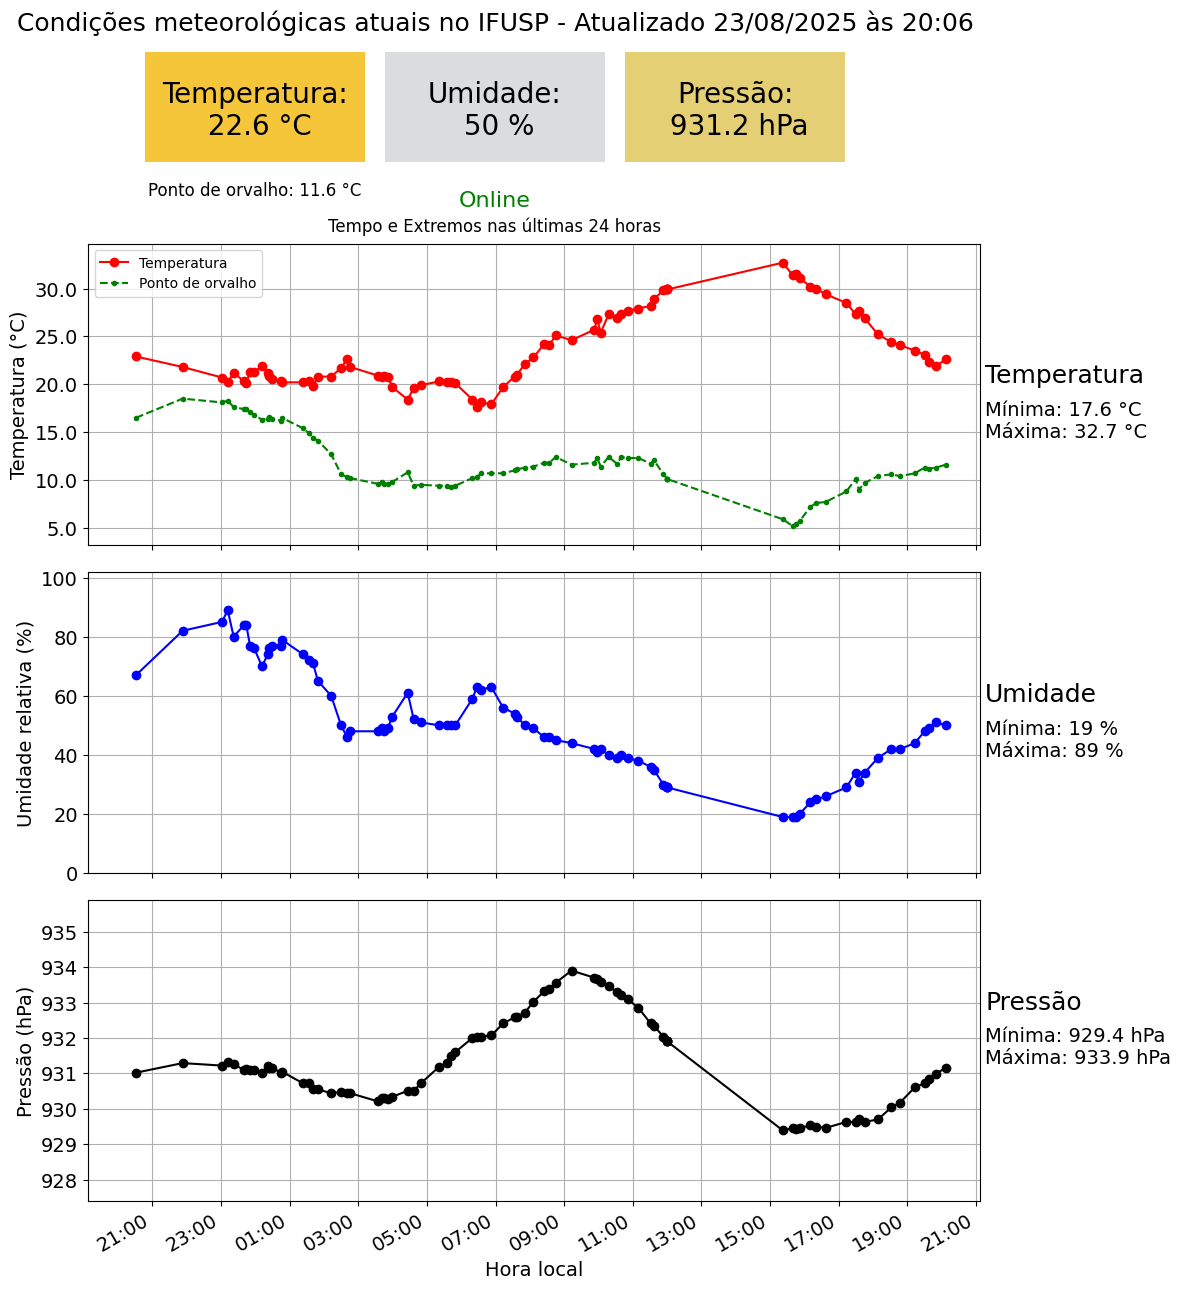 Condições meteorológicas atuais no IFUSP - Atualizado 23/08/2025 às 20:06
Temperatura:
22.6 °C
Umidade:
50 %
Pressão:
931.2 hPa
Ponto de orvalho: 11.6 °C
Online
Tempo e Extremos nas últimas 24 horas
Temperatura
Ponto de orvalho
Temperatura (°C)
30.0
25.0
20.0
15.0
10.0
5.0
Temperatura
Mínima: 17.6 °C
Máxima: 32.7 °C
Umidade relativa (%)
100
80
60
40
20
0
Umidade
Mínima: 19 %
Máxima: 89 %
Pressão (hPa)
935
934
933
932
931
930
929
928
Pressão
Mínima: 929.4 hPa
Máxima: 933.9 hPa
21:00
23:00
01:00
03:00
05:00
07:00
09:00
11:00
13:00
15:00
17:00
19:00
21:00
Hora local